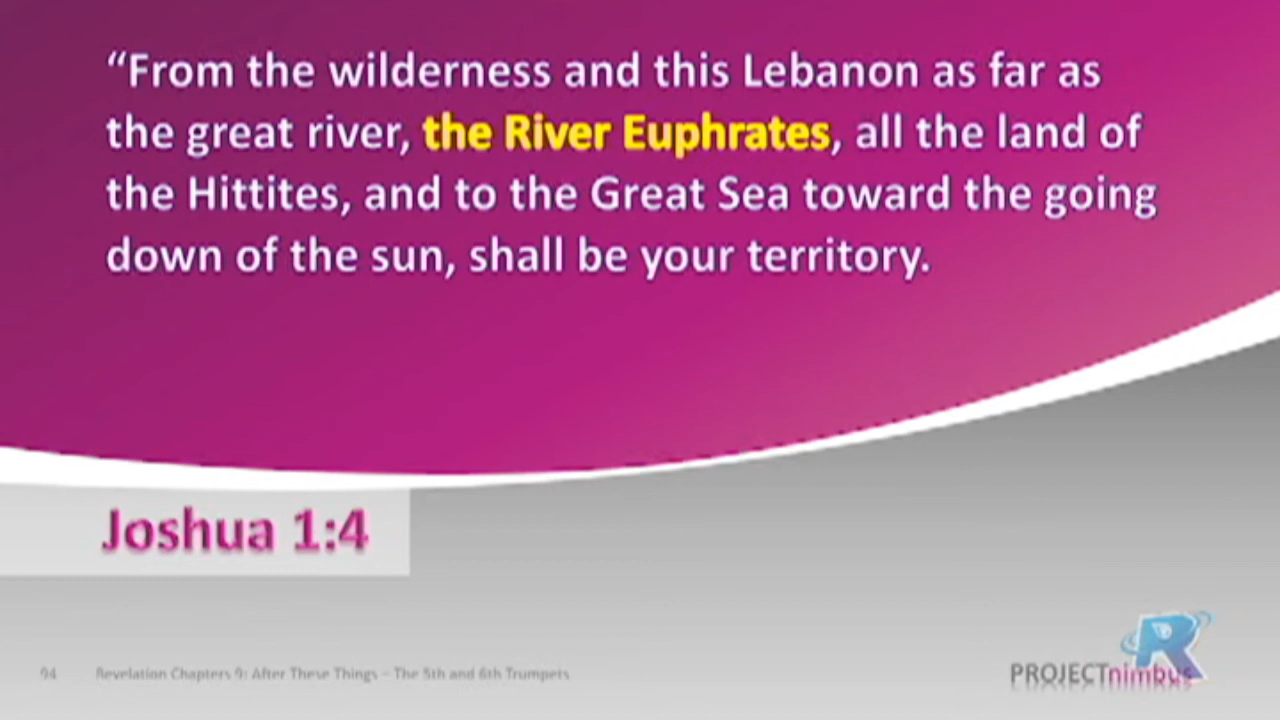 “From the wilderness and this Lebanon as far as
the great river, the River Euphrates, all the land of
the Hittites, and to the Great Sea toward the going
down of the sun, shall be your territory.
Joshua 1:4
94 Revelation Chapters 9: After These Things – The 5th and 6th Trumpets
R
PROJECTnimbus